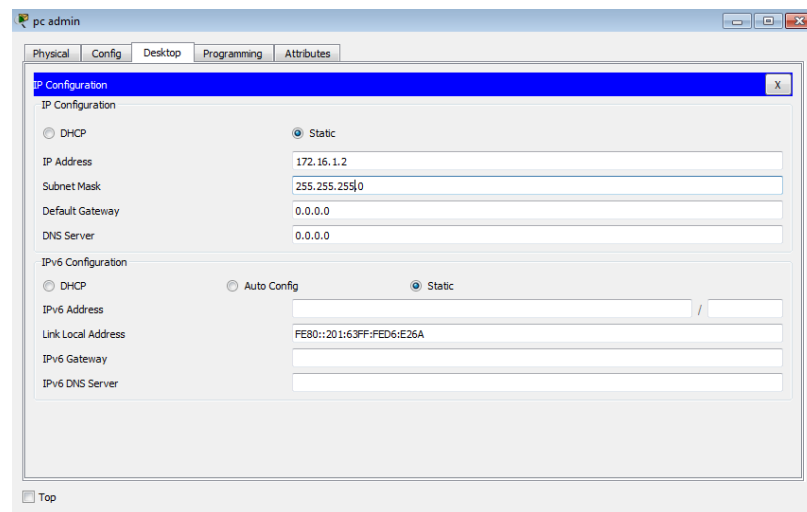 pc admin
Physical Config Desktop Programming Attributes
IP Configuration X
IP Configuration
DHCP Static
IP Address 172.16.1.2
Subnet Mask 255.255.255.0
Default Gateway 0.0.0.0
DNS Server 0.0.0.0
IPv6 Configuration
DHCP Auto Config Static
IPv6 Address /
Link Local Address FE80::201:63FF:FED6:E26A
IPv6 Gateway
IPv6 DNS Server
Top